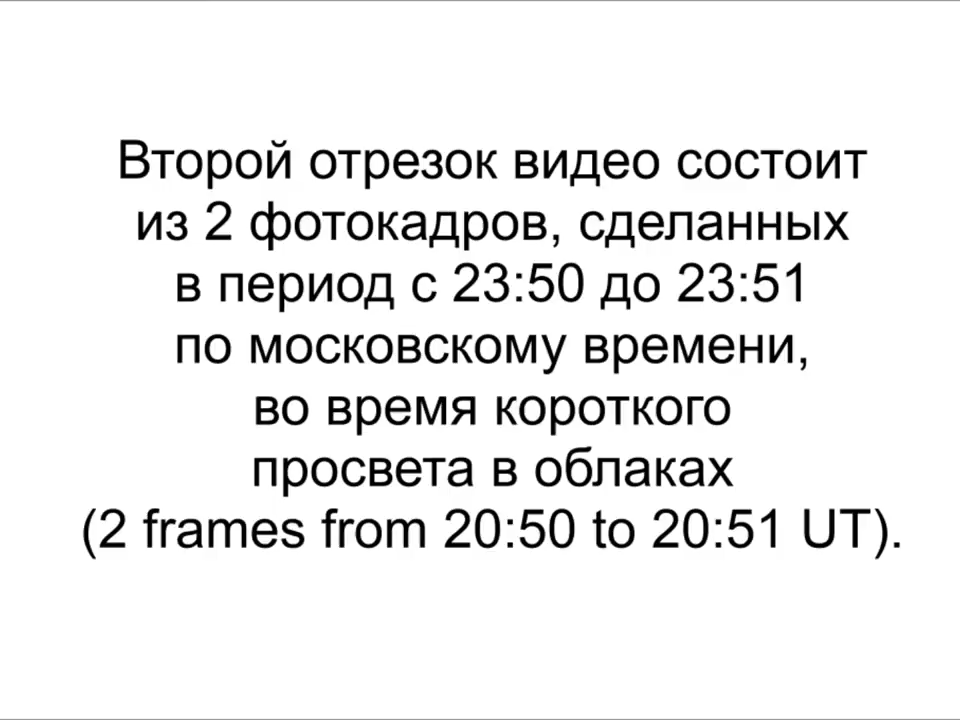 Второй отрезок видео состоит
из 2 фотокадров, сделанных
в период с 23:50 до 23:51
по московскому времени,
во время короткого
просвета в облаках
(2 frames from 20:50 to 20:51 UT).